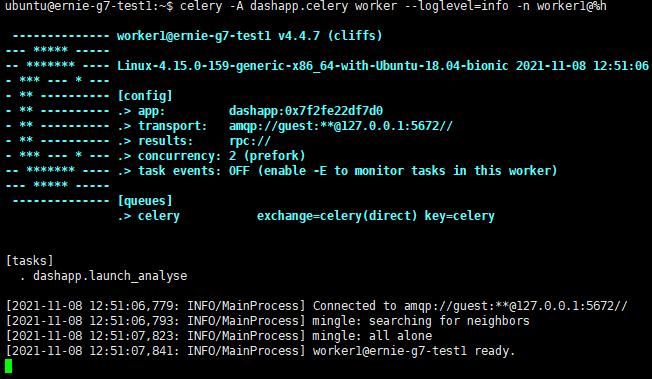 ubuntu@ernie-g7-test1:~$ celery -A dashapp.celery worker --loglevel=info -n worker1@%h
 -------------- worker1@ernie-g7-test1 v4.4.7 (cliffs)
--- ***** -----
-- ******* ---- Linux-4.15.0-159-generic-x86_64-with-Ubuntu-18.04-bionic 2021-11-08 12:51:06
- *** --- * ---
- ** ---------- [config]
- ** ---------- .> app:         dashapp:0x7f2fe22df7d0
- ** ---------- .> transport:   amqp://guest:**@127.0.0.1:5672//
- ** ---------- .> results:     rpc://
- *** --- * --- .> concurrency: 2 (prefork)
-- ******* ---- .> task events: OFF (enable -E to monitor tasks in this worker)
--- ***** -----
 -------------- [queues]
                .> celery           exchange=celery(direct) key=celery
[tasks]
  . dashapp.launch_analyse
[2021-11-08 12:51:06,779: INFO/MainProcess] Connected to amqp://guest:**@127.0.0.1:5672//
[2021-11-08 12:51:06,793: INFO/MainProcess] mingle: searching for neighbors
[2021-11-08 12:51:07,823: INFO/MainProcess] mingle: all alone
[2021-11-08 12:51:07,841: INFO/MainProcess] worker1@ernie-g7-test1 ready.